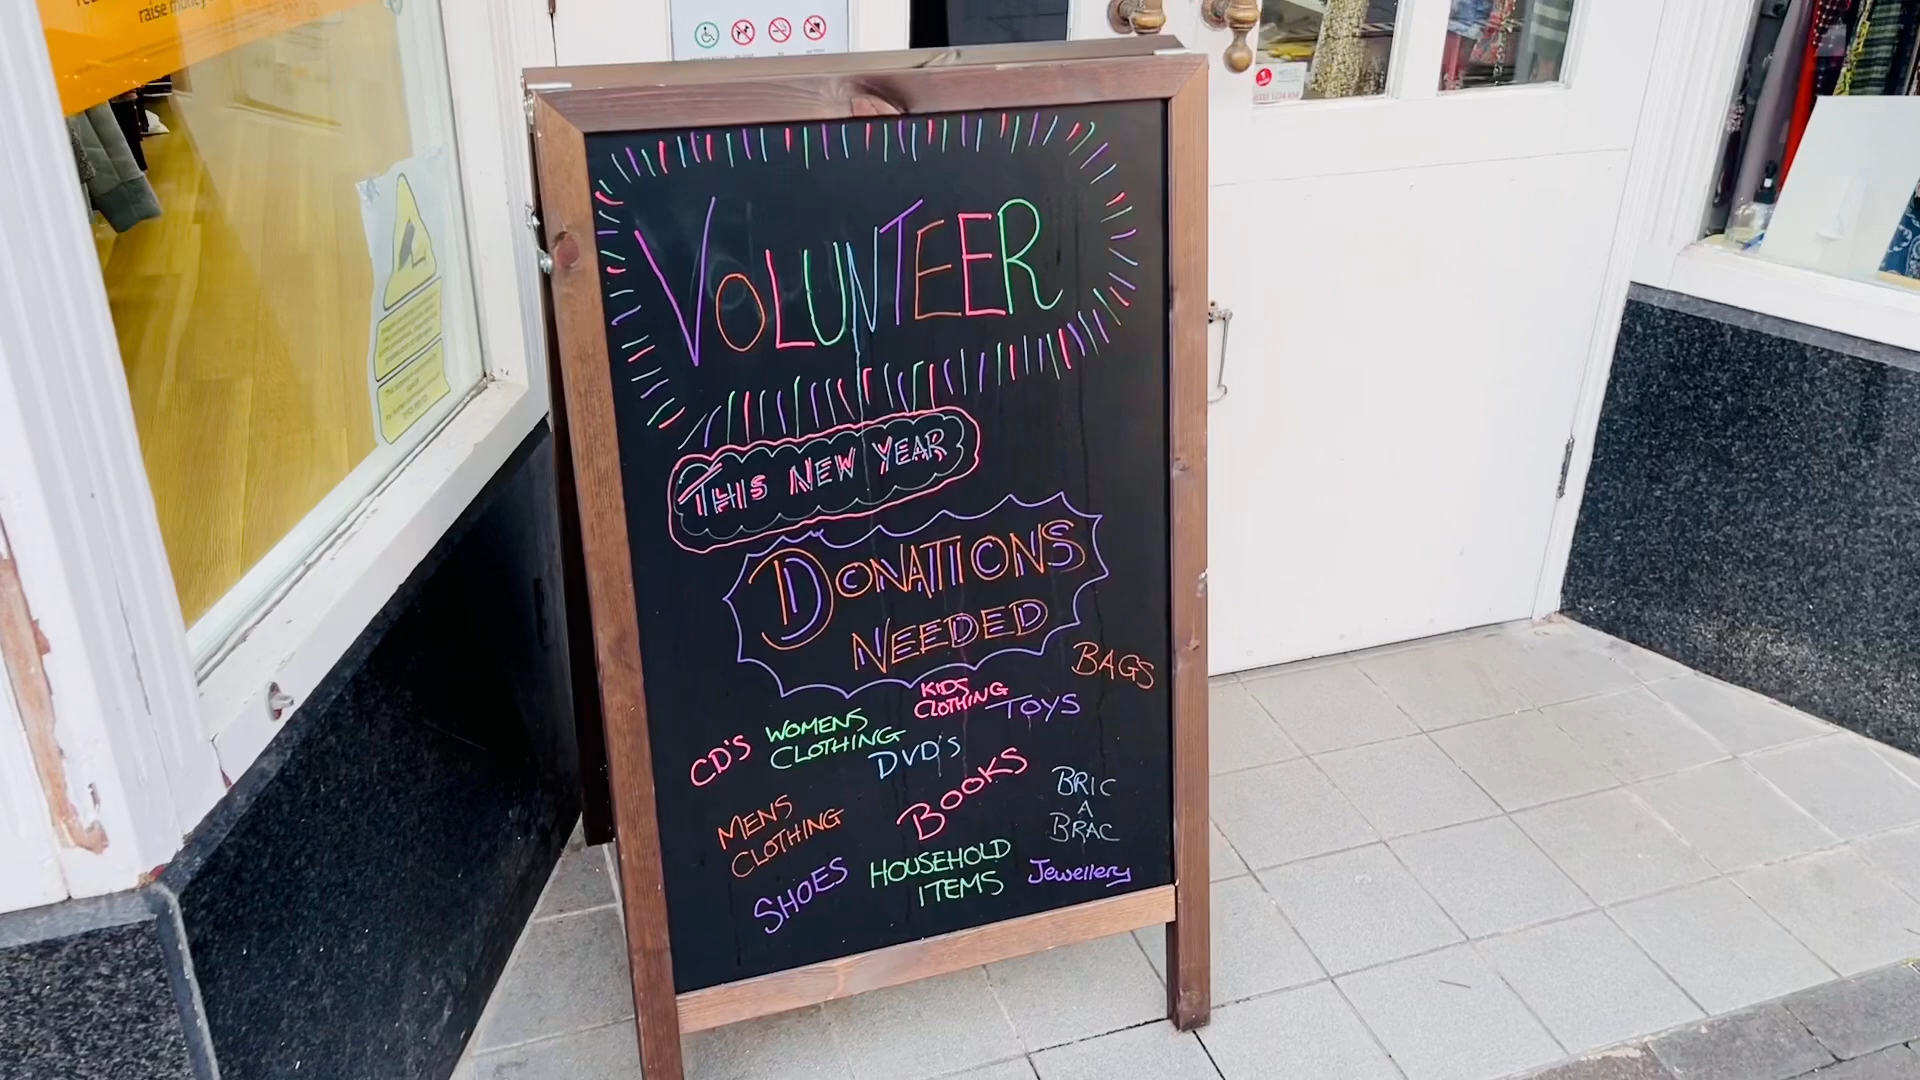 raise money
VOLUNTEER
THIS NEW YEAR
DONATIONS
NEEDED
BAGS
KIDS
CLOTHING
TOYS
CD'S
WOMENS
CLOTHING
DVD'S
BOOKS
BRIC
A
BRAC
MENS
CLOTHING
SHOES
HOUSEHOLD
ITEMS
Jewellery